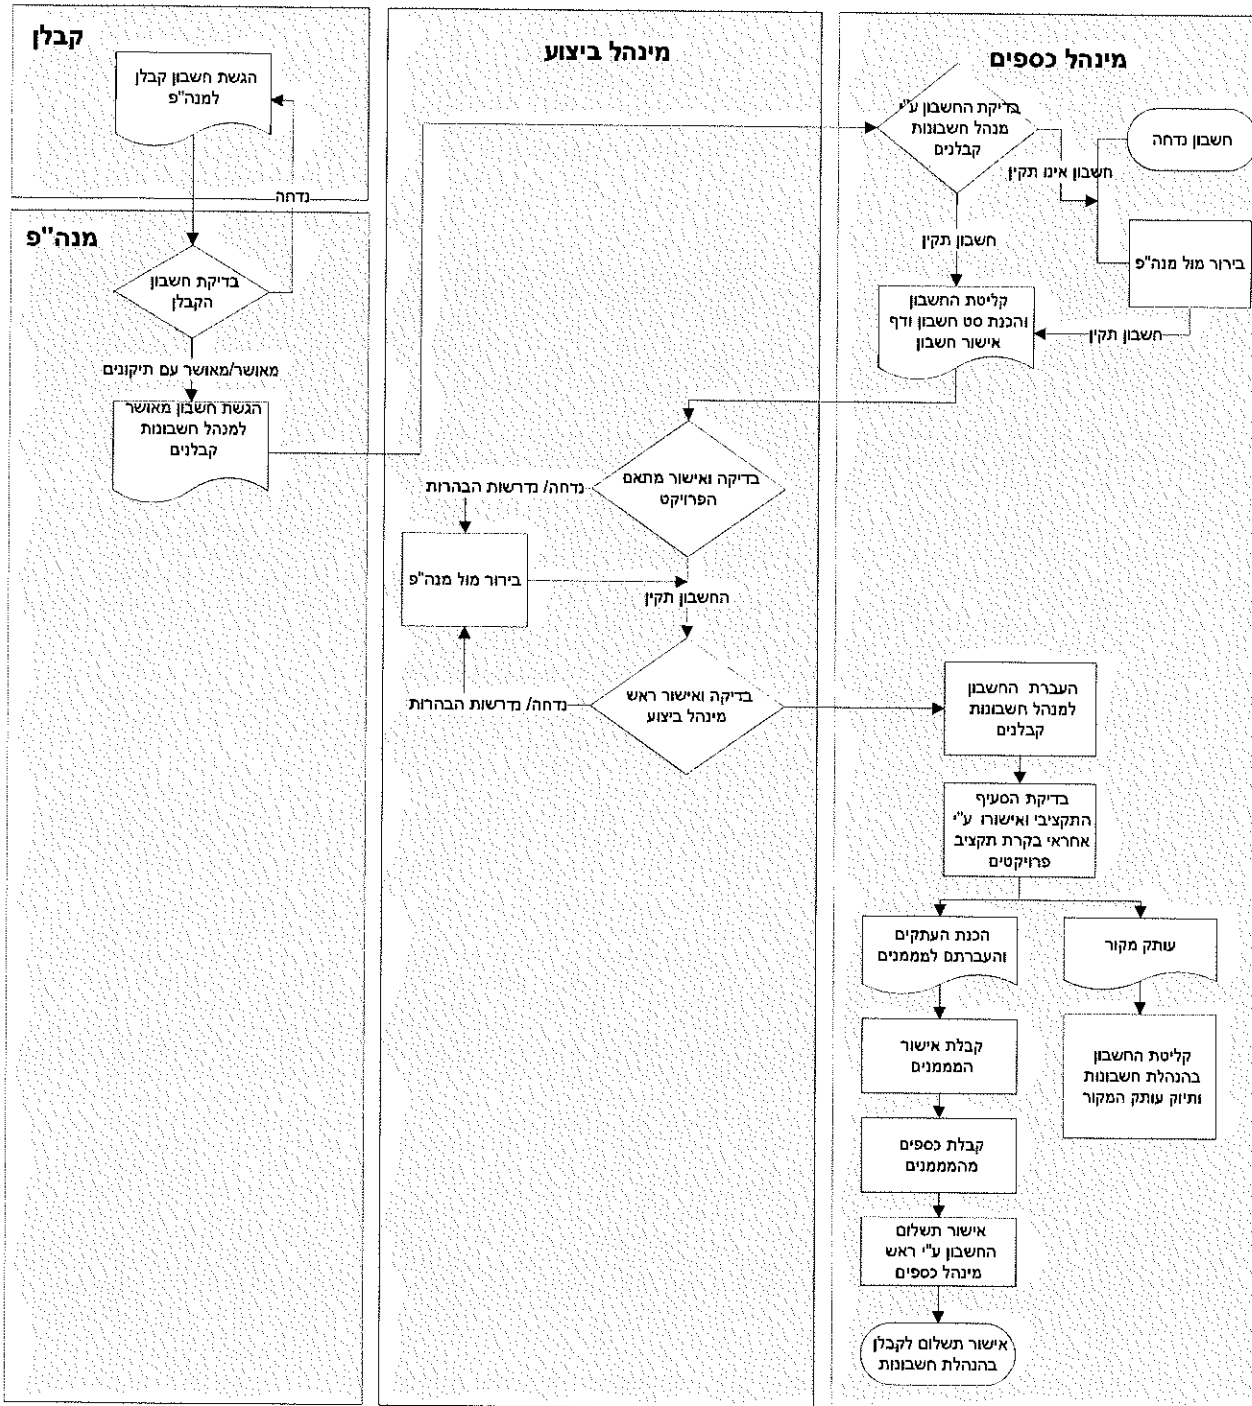 קבלן
הגשת חשבון קבלן
למנה"פ
נדחה
מנה"פ
בדיקת חשבון
הקבלן
מאושר/מאושר עם תיקונים
הגשת חשבון מאושר
למנהל חשבונות
קבלנים
מינהל ביצוע
בדיקה ואישור מתאם
הפרויקט
נדחה/ נדרשות הבהרות
בירור מול מנה"פ
החשבון תקין
בדיקה ואישור ראש
מינהל ביצוע
נדחה/ נדרשות הבהרות
מינהל כספים
בדיקת החשבון ע"י
מנהל חשבונות
קבלנים
חשבון נדחה
חשבון אינו תקין
בירור מול מנה"פ
חשבון תקין
חשבון תקין
קליטת החשבון
והכנת סט חשבון ודף
אישור חשבון
העברת החשבון
למנהל חשבונות
קבלנים
בדיקת הסעיף
התקציבי ואישורו ע"י
אחראי בקרת תקציב
פרויקטים
עותק מקור
קליטת החשבון
בהנהלת חשבונות
ותיוק עותק המקור
הכנת העתקים
והעברתם לממממנים
קבלת אישור
המממנים
קבלת כספים
מהמממנים
אישור תשלום
החשבון ע"י ראש
מינהל כספים
אישור תשלום לקבלן
בהנהלת חשבונות